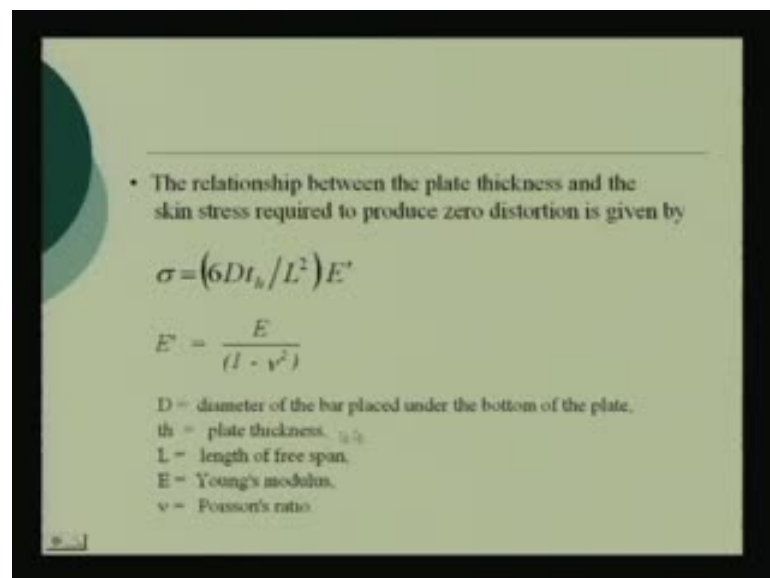 • The relationship between the plate thickness and the
skin stress required to produce zero distortion is given by
σ = (6Dtₕ/L²)E'
E' = E / (1 - ν²)
D = diameter of the bar placed under the bottom of the plate,
th = plate thickness,
L = length of free span,
E = Young's modulus,
ν = Poisson's ratio